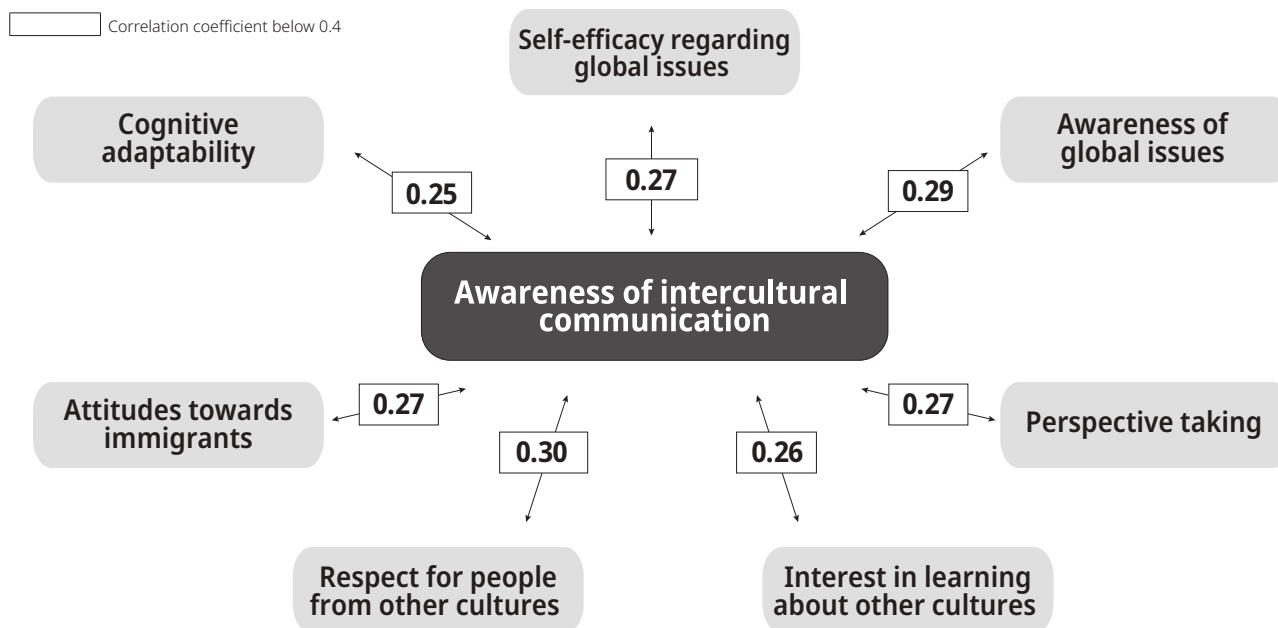 Correlation coefficient below 0.4
Self-efficacy regarding
global issues
Cognitive
adaptability
Awareness of
global issues
0.25
0.27
0.29
Awareness of intercultural
communication
Attitudes towards
immigrants
0.27
0.27
Perspective taking
0.30
0.26
Respect for people
from other cultures
Interest in learning
about other cultures